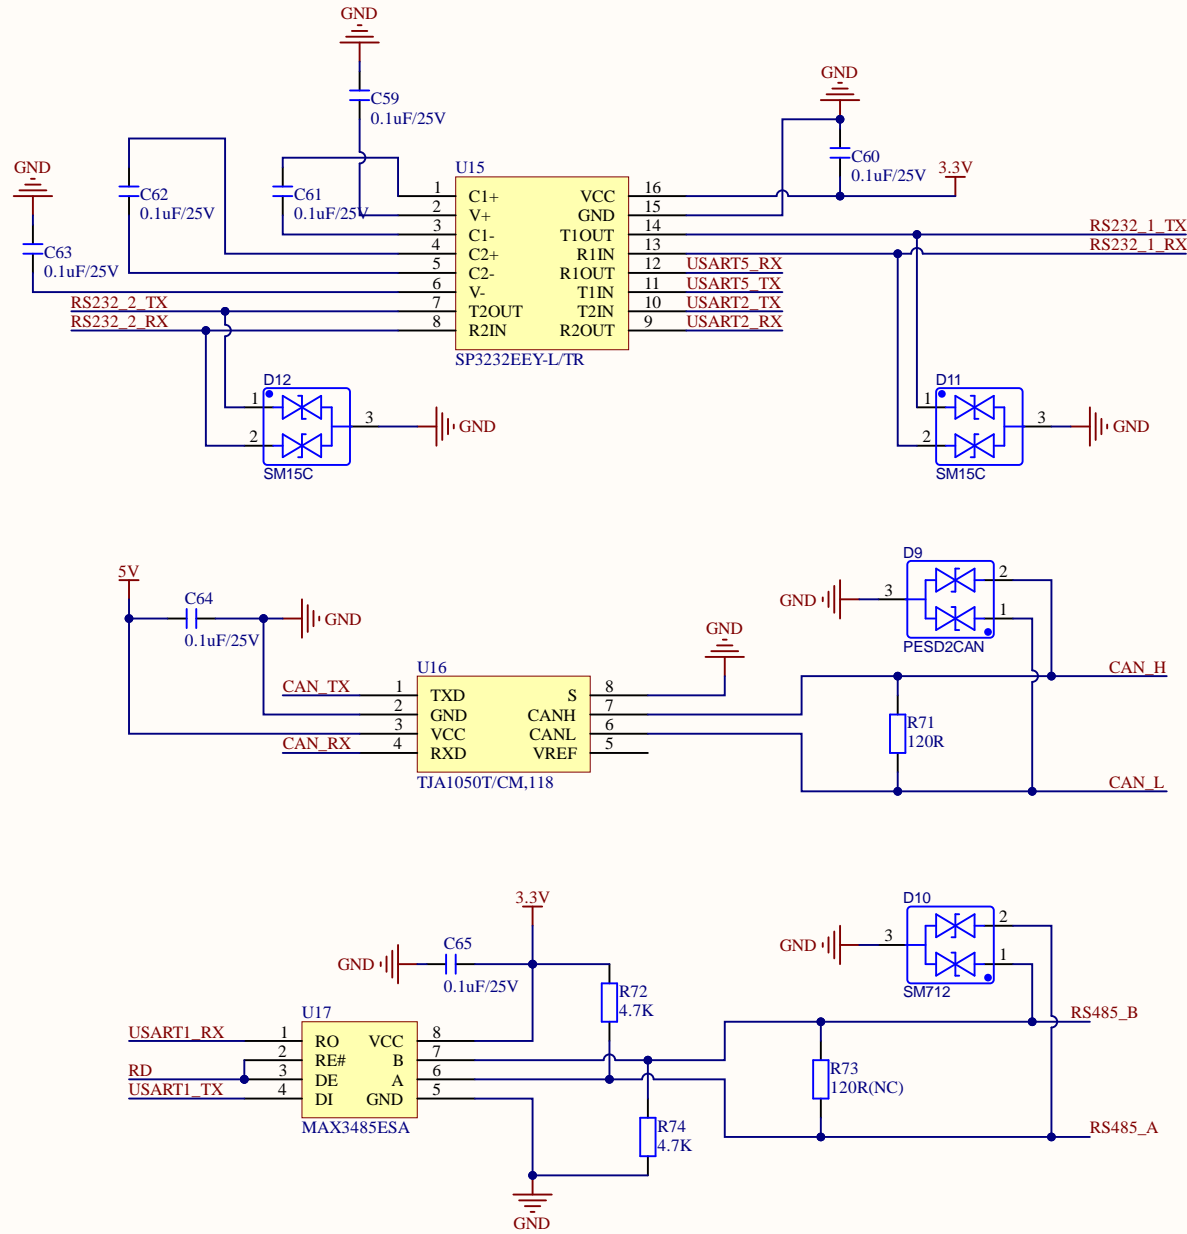 GND
C59
0.1uF/25V
GND
C60
0.1uF/25V
3.3V
GND
C62
0.1uF/25V
C61
0.1uF/25V
C63
0.1uF/25V
U15
1 C1+ VCC 16
2 V+ GND 15
3 C1- T1OUT 14
4 C2+ R1IN 13
5 C2- R1OUT 12
6 V- T1IN 11
7 T2OUT T2IN 10
8 R2IN R2OUT 9
SP3232EEY-L/TR
RS232_1_TX
RS232_1_RX
USART5_RX
USART5_TX
USART2_TX
USART2_RX
RS232_2_TX
RS232_2_RX
D12
1
2
3
GND
SM15C
D11
1
2
3
GND
SM15C
5V
C64
0.1uF/25V
GND
U16
CAN_TX 1 TXD S 8
2 GND CANH 7
3 VCC CANL 6
CAN_RX 4 RXD VREF 5
TJA1050T/CM,118
GND
D9
GND 3
2
1
PESD2CAN
CAN_H
R71
120R
CAN_L
3.3V
GND
C65
0.1uF/25V
R72
4.7K
U17
USART1_RX 1 RO VCC 8
2 RE# B 7
RD 3 DE A 6
USART1_TX 4 DI GND 5
MAX3485ESA
R74
4.7K
GND
D10
GND 3
2
1
SM712
RS485_B
R73
120R(NC)
RS485_A